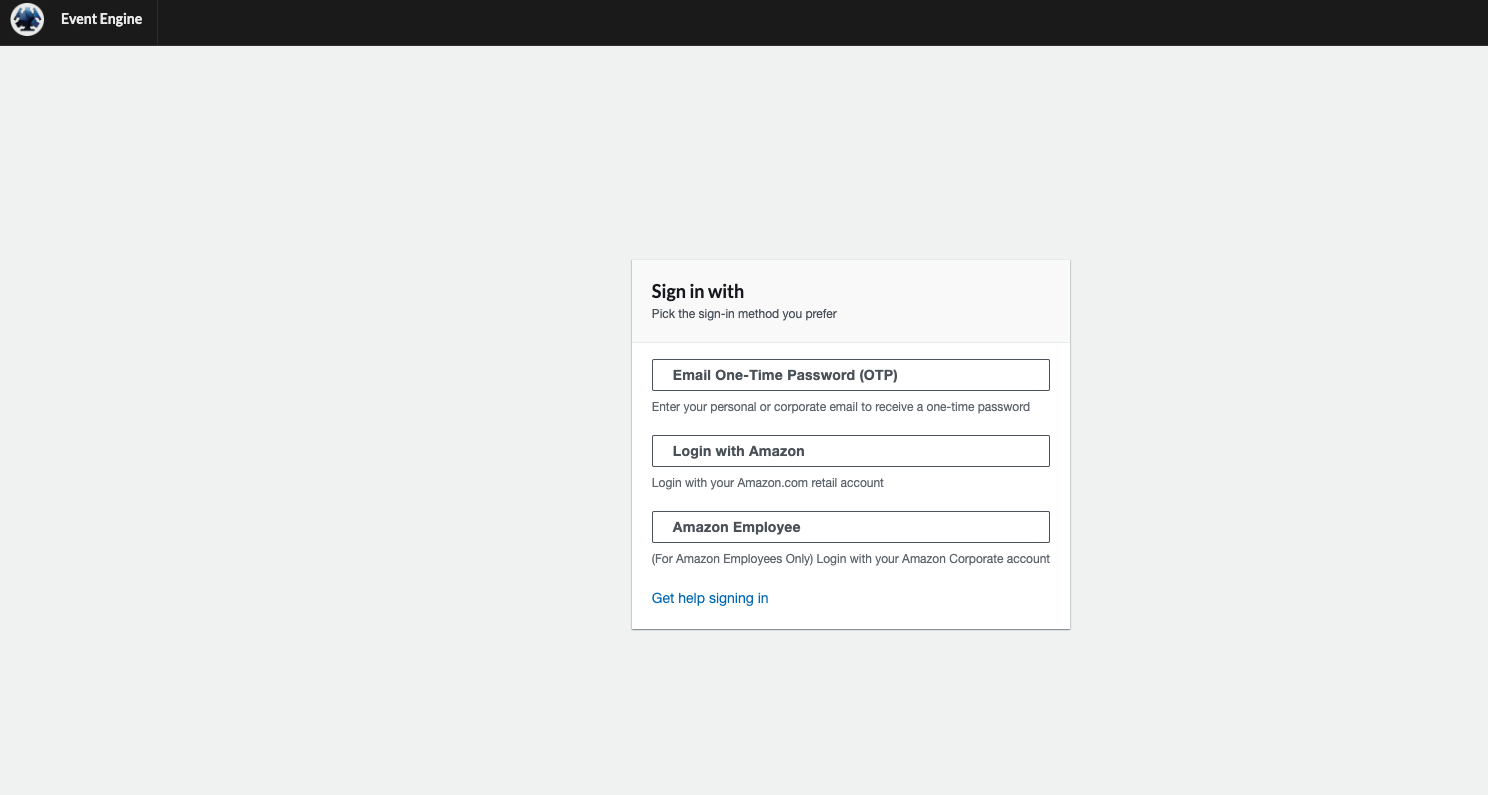 Event Engine
Sign in with
Pick the sign-in method you prefer
Email One-Time Password (OTP)
Enter your personal or corporate email to receive a one-time password
Login with Amazon
Login with your Amazon.com retail account
Amazon Employee
(For Amazon Employees Only) Login with your Amazon Corporate account
Get help signing in